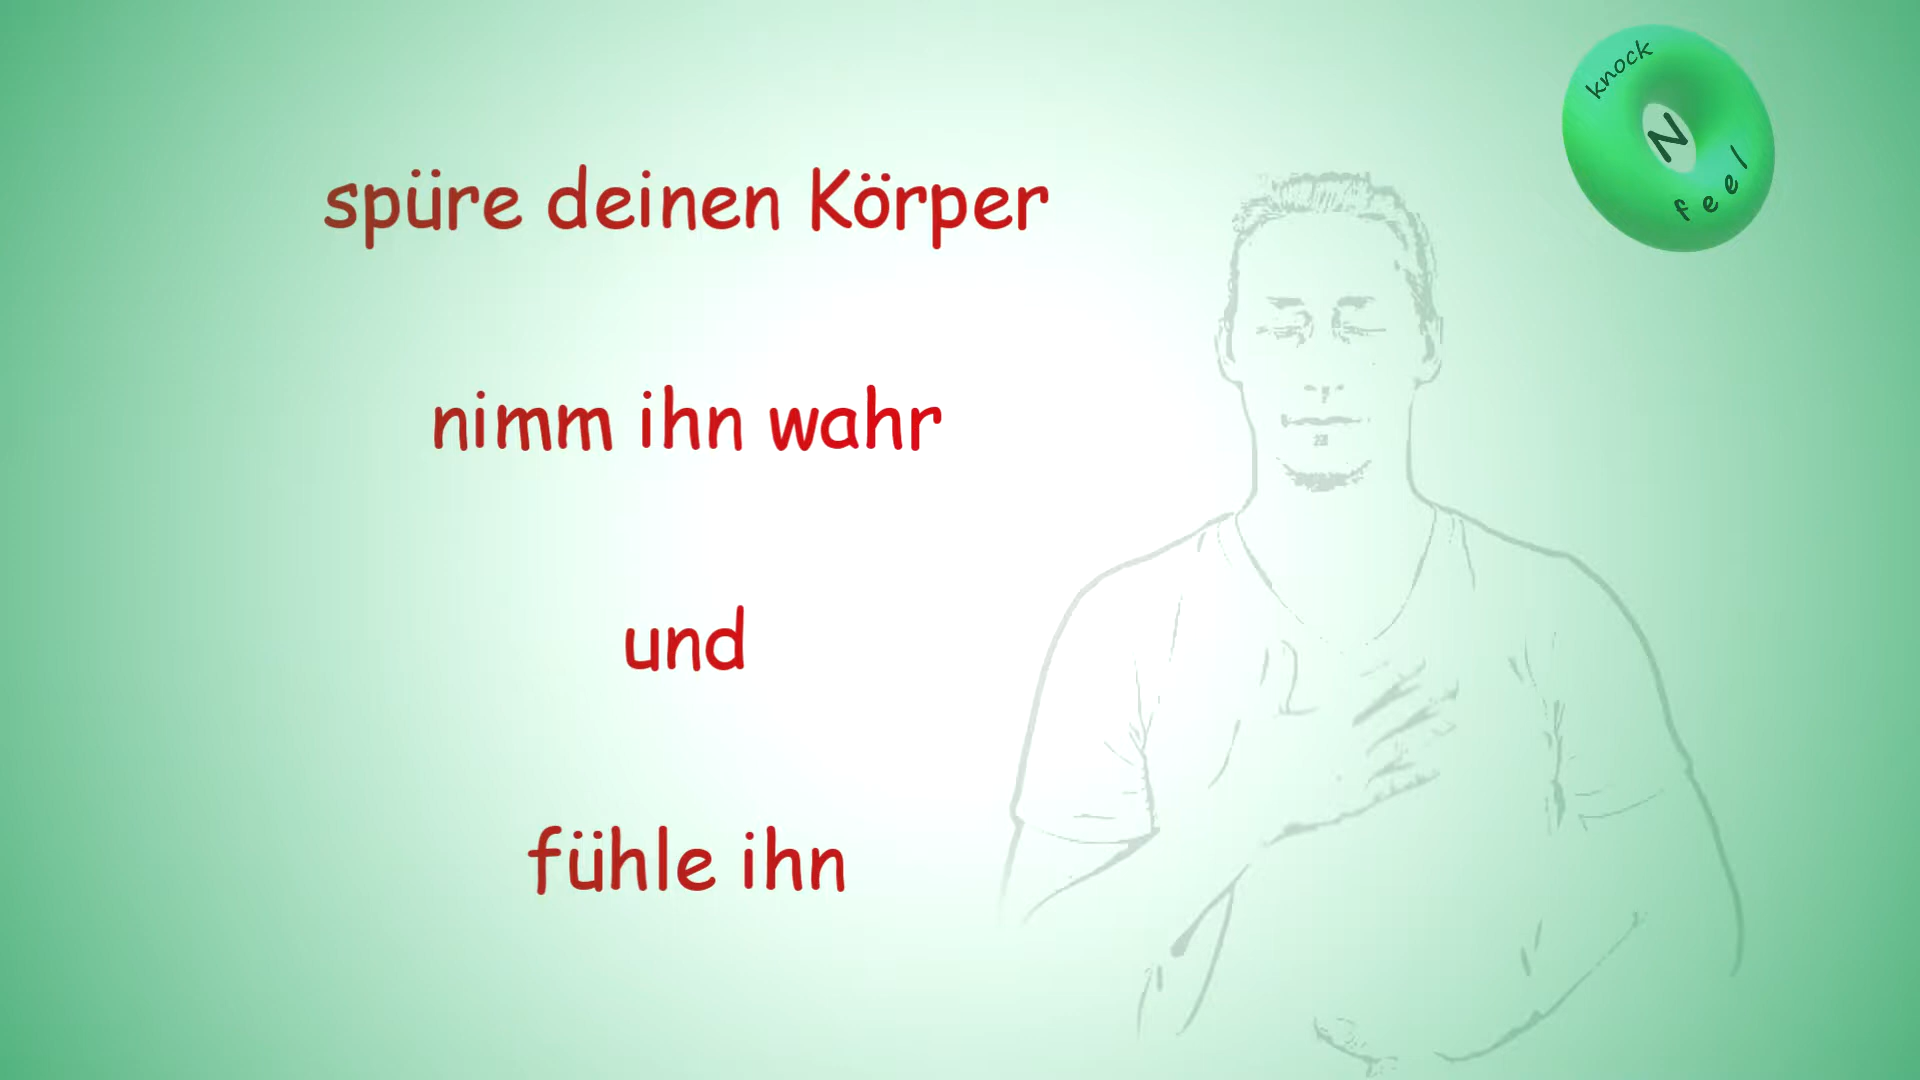 knock
N
feel
spüre deinen Körper
nimm ihn wahr
und
fühle ihn